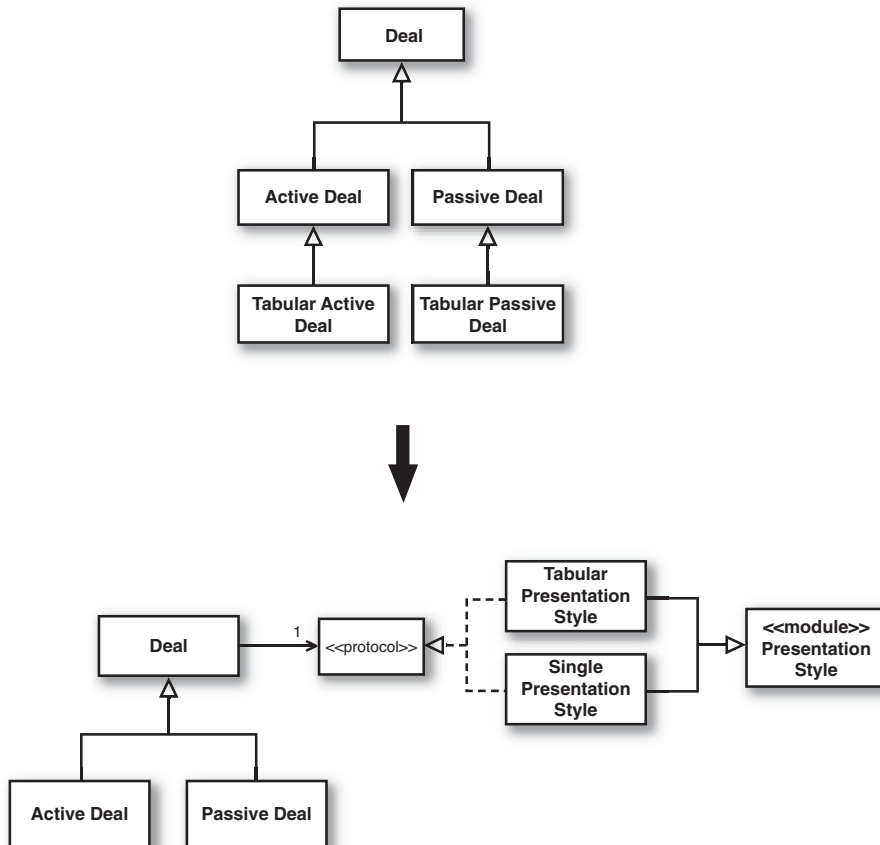 Deal
Active Deal
Passive Deal
Tabular Active
Deal
Tabular Passive
Deal
Tabular
Presentation
Style
<<module>>
Presentation
Style
Deal
1
<<protocol>>
Single
Presentation
Style
Active Deal
Passive Deal